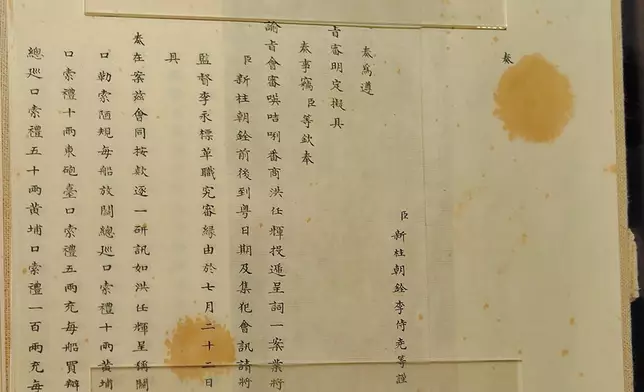 奏
臣新柱朝銓李侍堯等謹
奏為遵
旨審明定擬具
奏事竊臣等欽奉
諭旨會審𠸄咭唎番商洪任輝投遞呈詞一案業將
臣新柱朝銓前後到粵日期及集犯會訊請將
監督李永標革職究審緣由於七月二十二日
具
奏在案茲會同按款逐一研訊如洪任輝呈稱關
口勒索陋規每船放關總巡口索禮十兩黃埔
口索禮十兩東砲臺口索禮五兩充每船買辦
總巡口索禮五十兩黃埔口索禮一百兩充每